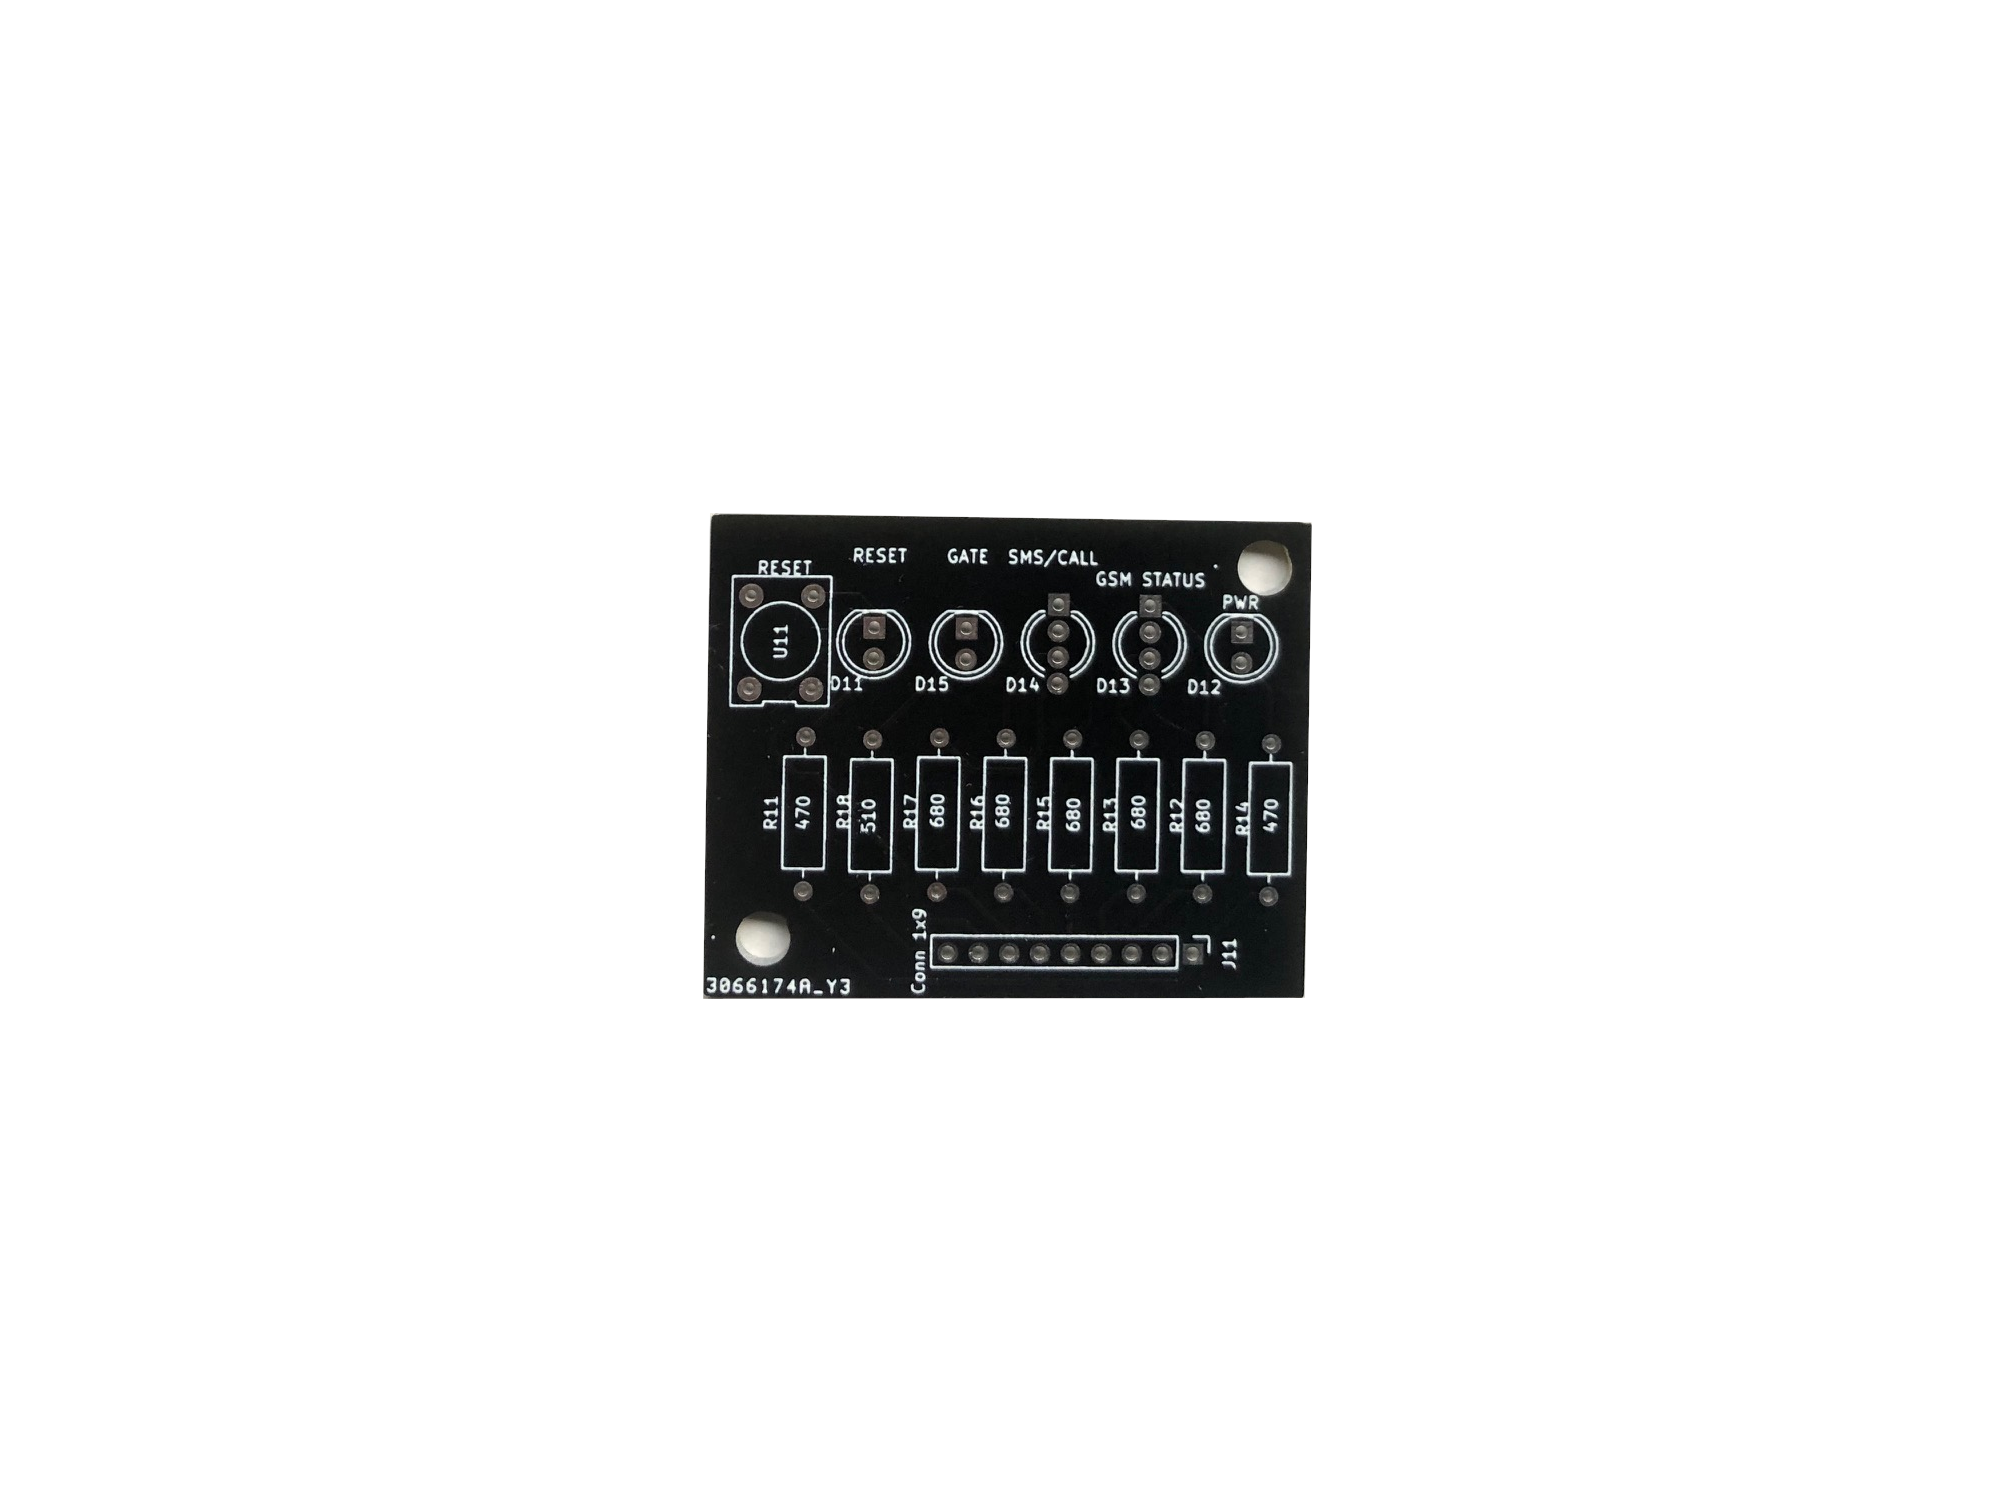 RESET
GATE
SMS/CALL
GSM STATUS
RESET
PWR
U11
D11
D15
D14
D13
D12
R11
470
R18
510
R17
680
R16
680
R15
680
R13
680
R12
680
R14
470
Conn 1x9
J11
3066174A_Y3